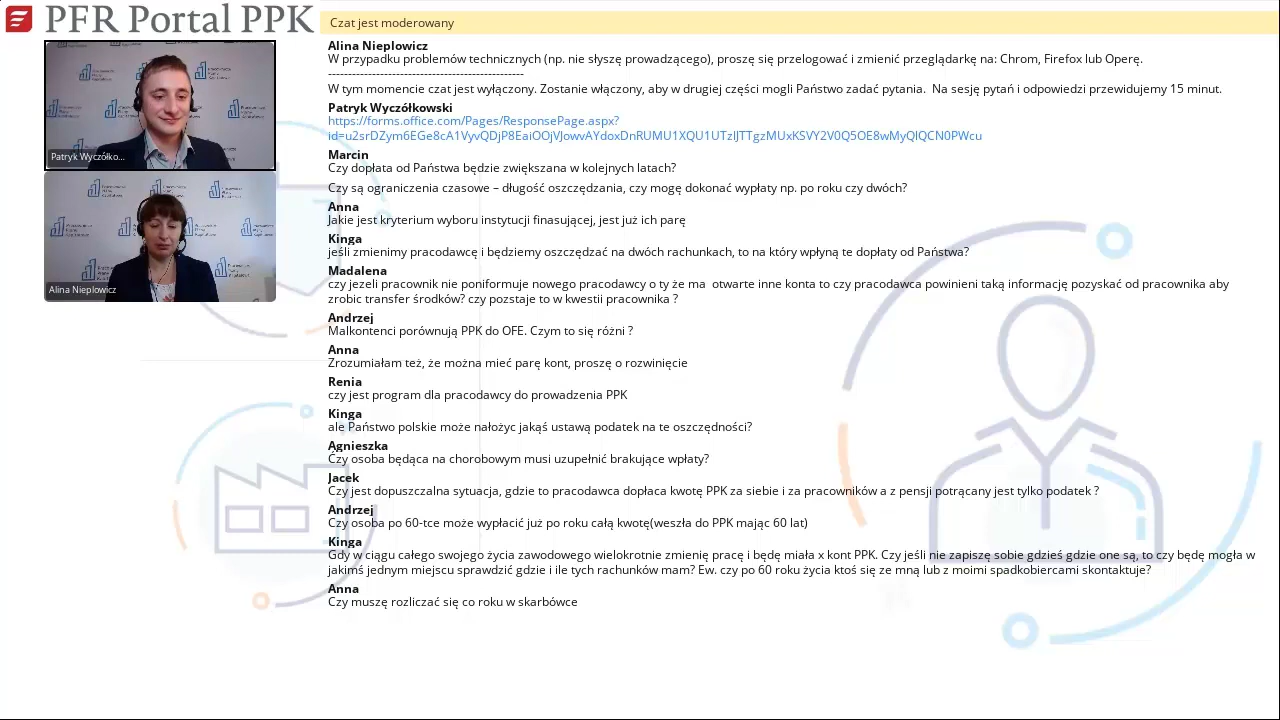 PFR Portal PPK
Czat jest moderowany
Patryk Wyczółko...
Alina Nieplowicz
Alina Nieplowicz
W przypadku problemów technicznych (np. nie słyszę prowadzącego), proszę się przelogować i zmienić przeglądarkę na: Chrom, Firefox lub Operę.
-------------------------------------------------
W tym momencie czat jest wyłączony. Zostanie włączony, aby w drugiej części mogli Państwo zadać pytania. Na sesję pytań i odpowiedzi przewidujemy 15 minut.
Patryk Wyczółkowski
https://forms.office.com/Pages/ResponsePage.aspx?
Marcin
Czy dopłata od Państwa będzie zwiększana w kolejnych latach?
Czy są ograniczenia czasowe – długość oszczędzania, czy mogę dokonać wypłaty np. po roku czy dwóch?
Anna
Jakie jest kryterium wyboru instytucji finasującej, jest już ich parę
Kinga
jeśli zmienimy pracodawcę i będziemy oszczędzać na dwóch rachunkach, to na który wpłyną te dopłaty od Państwa?
Madalena
czy jezeli pracownik nie poniformuje nowego pracodawcy o ty że ma otwarte inne konta to czy pracodawca powinieni taką informację pozyskać od pracownika aby
zrobic transfer środków? czy pozstaje to w kwestii pracownika ?
Andrzej
Malkontenci porównują PPK do OFE. Czym to się różni ?
Anna
Zrozumiałam też, że można mieć parę kont, proszę o rozwinięcie
Renia
czy jest program dla pracodawcy do prowadzenia PPK
Kinga
ale Państwo polskie może nałożyc jakąś ustawą podatek na te oszczędności?
Agnieszka
Czy osoba będąca na chorobowym musi uzupełnić brakujące wpłaty?
Jacek
Czy jest dopuszczalna sytuacja, gdzie to pracodawca dopłaca kwotę PPK za siebie i za pracowników a z pensji potrącany jest tylko podatek ?
Andrzej
Czy osoba po 60-tce może wypłacić już po roku całą kwotę(weszła do PPK mając 60 lat)
Kinga
Gdy w ciągu całego swojego życia zawodowego wielokrotnie zmienię pracę i będę miała x kont PPK. Czy jeśli nie zapiszę sobie gdzieś gdzie one są, to czy będę mogła w
jakimś jednym miejscu sprawdzić gdzie i ile tych rachunków mam? Ew. czy po 60 roku życia ktoś się ze mną lub z moimi spadkobiercami skontaktuje?
Anna
Czy muszę rozliczać się co roku w skarbówce